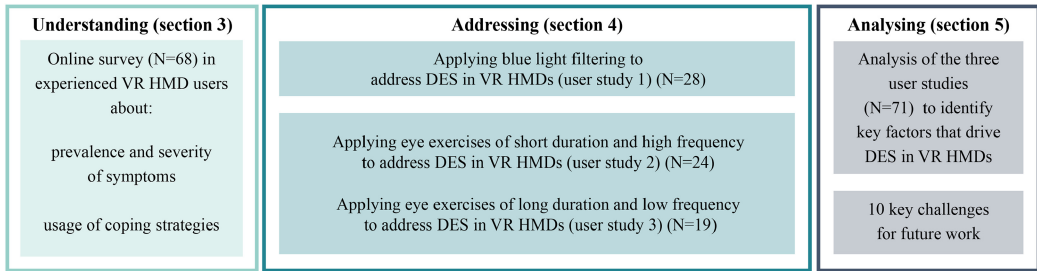 Understanding (section 3)
Online survey (N=68) in
experienced VR HMD users
about:
prevalence and severity
of symptoms
usage of coping strategies
Addressing (section 4)
Applying blue light filtering to
address DES in VR HMDs (user study 1) (N=28)
Applying eye exercises of short duration and high frequency
to address DES in VR HMDs (user study 2) (N=24)
Applying eye exercises of long duration and low frequency
to address DES in VR HMDs (user study 3) (N=19)
Analysing (section 5)
Analysis of the three
user studies
(N=71) to identify
key factors that drive
DES in VR HMDs
10 key challenges
for future work